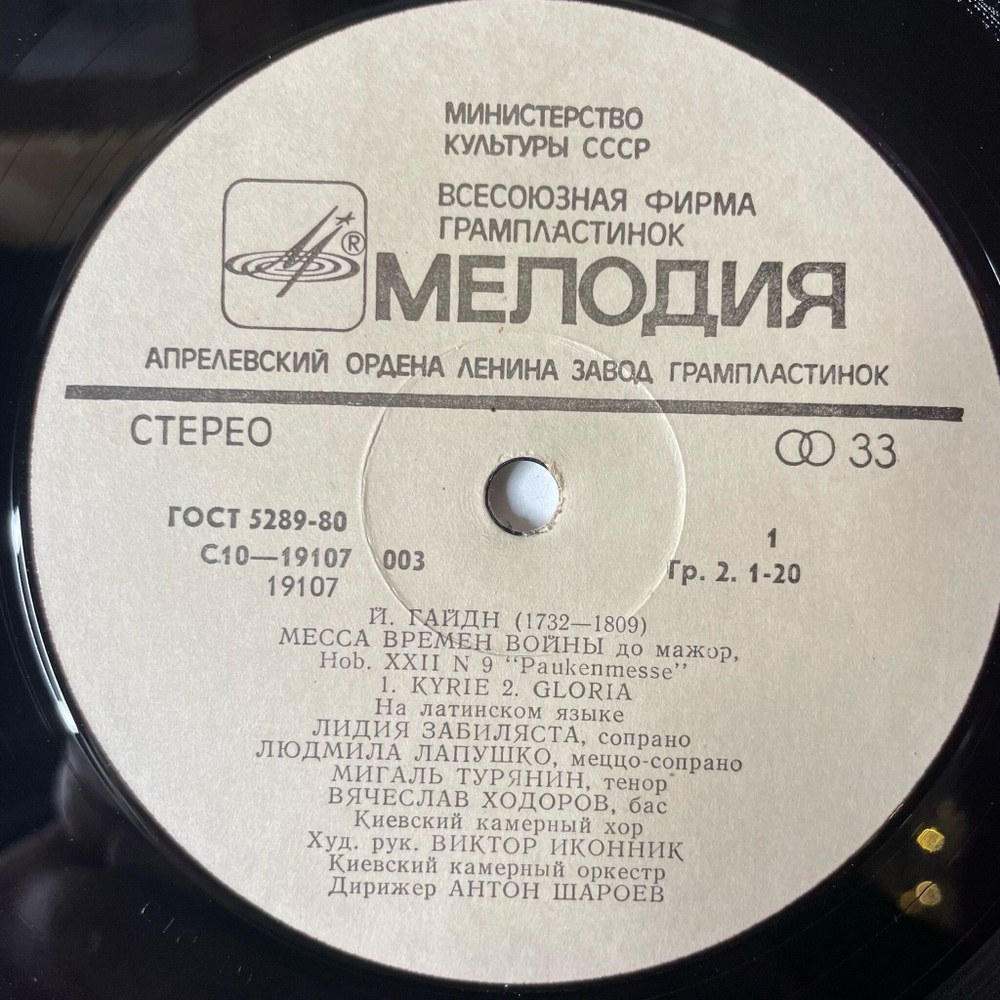 МИНИСТЕРСТВО
КУЛЬТУРЫ СССР
ВСЕСОЮЗНАЯ ФИРМА
ГРАМПЛАСТИНОК
®
МЕЛОДИЯ
АПРЕЛЕВСКИЙ ОРДЕНА ЛЕНИНА ЗАВОД ГРАМПЛАСТИНОК
СТЕРЕО 33
ГОСТ 5289-80
1
С10—19107 003
Гр. 2. 1-20
19107
Й. ГАЙДН (1732—1809)
МЕССА ВРЕМЕН ВОЙНЫ до мажор,
Hob. XXII N 9 “Paukenmesse”
1. KYRIE 2. GLORIA
На латинском языке
ЛИДИЯ ЗАБИЛЯСТА, сопрано
ЛЮДМИЛА ЛАПУШКО, меццо-сопрано
МИГАЛЬ ТУРЯНИН, тенор
ВЯЧЕСЛАВ ХОДОРОВ, бас
Киевский камерный хор
Худ. рук. ВИКТОР ИКОННИК
Киевский камерный оркестр
Дирижер АНТОН ШАРОЕВ